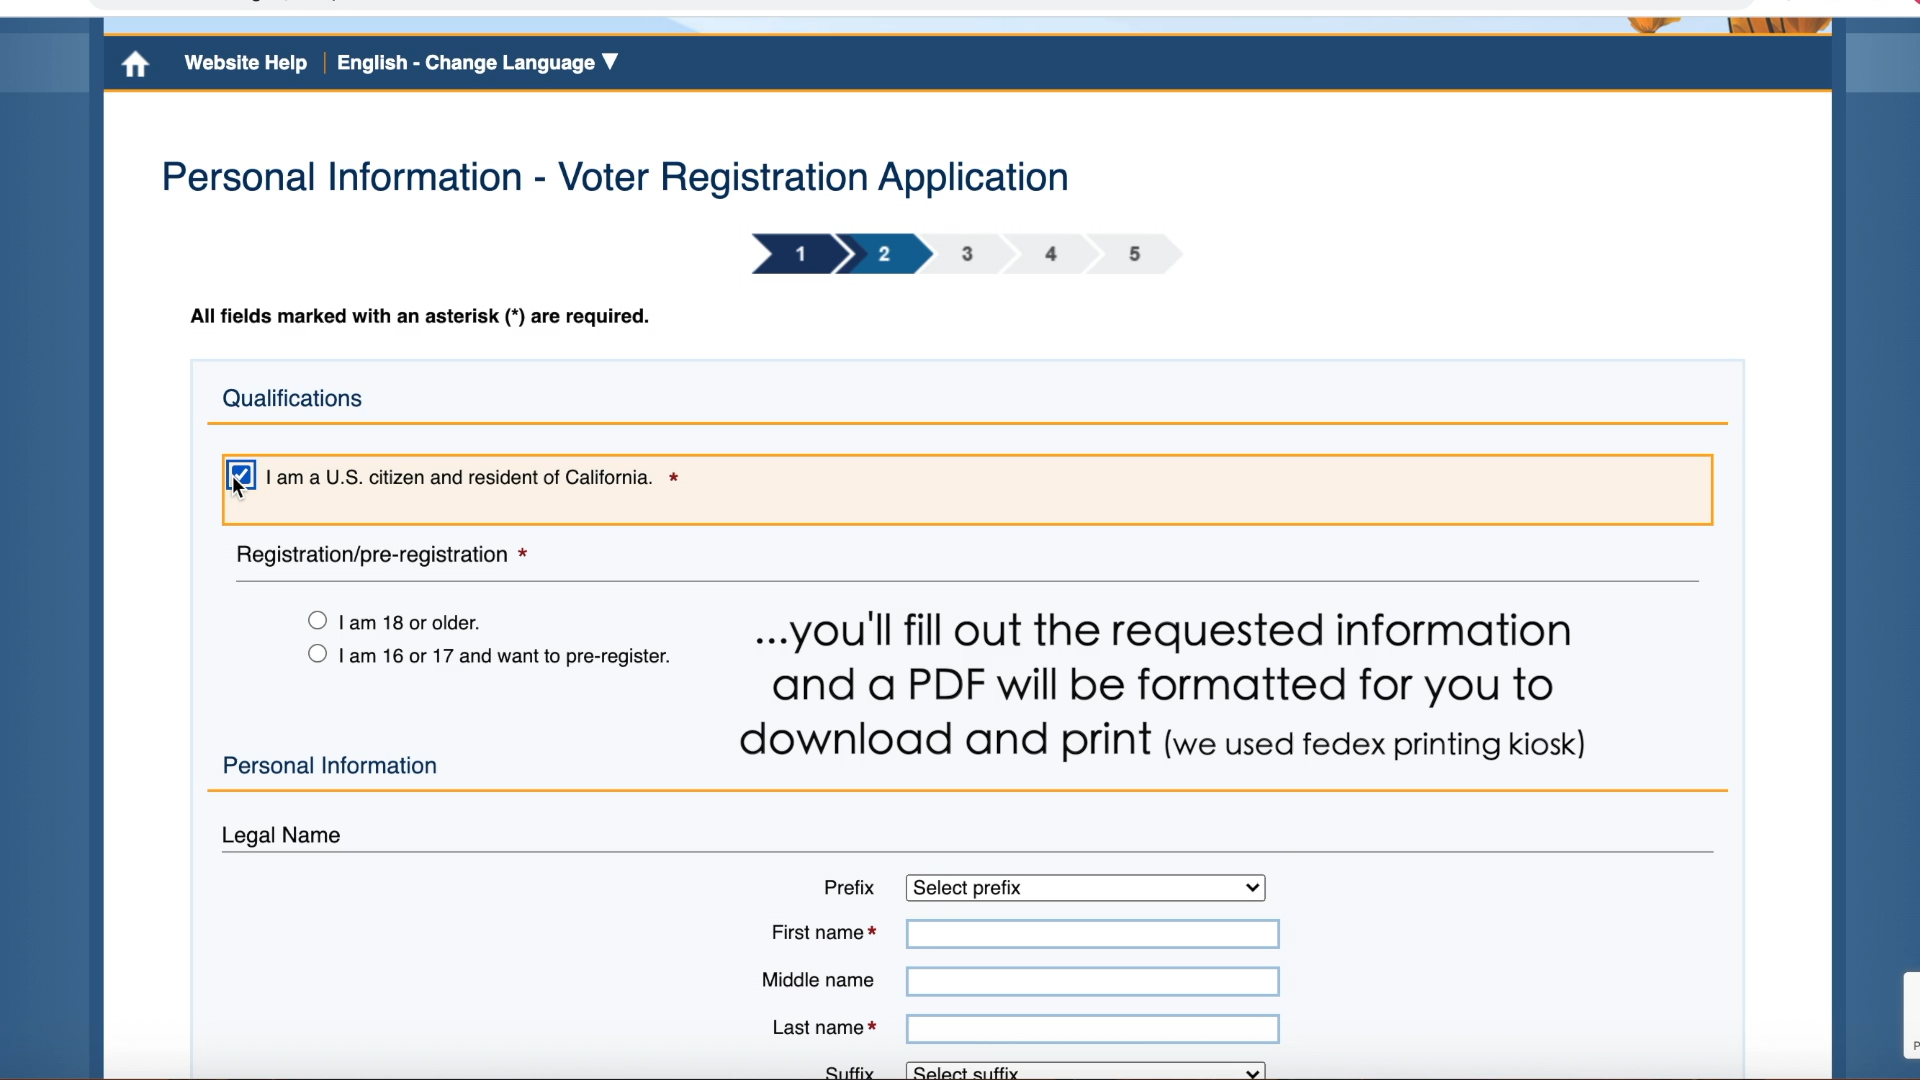 Website Help | English - Change Language ▼
Personal Information - Voter Registration Application
1 2 3 4 5
All fields marked with an asterisk (*) are required.
Qualifications
I am a U.S. citizen and resident of California. *
Registration/pre-registration *
I am 18 or older.
I am 16 or 17 and want to pre-register.
...you'll fill out the requested information
and a PDF will be formatted for you to
download and print (we used fedex printing kiosk)
Personal Information
Legal Name
Prefix Select prefix
First name*
Middle name
Last name*
Suffix Select suffix